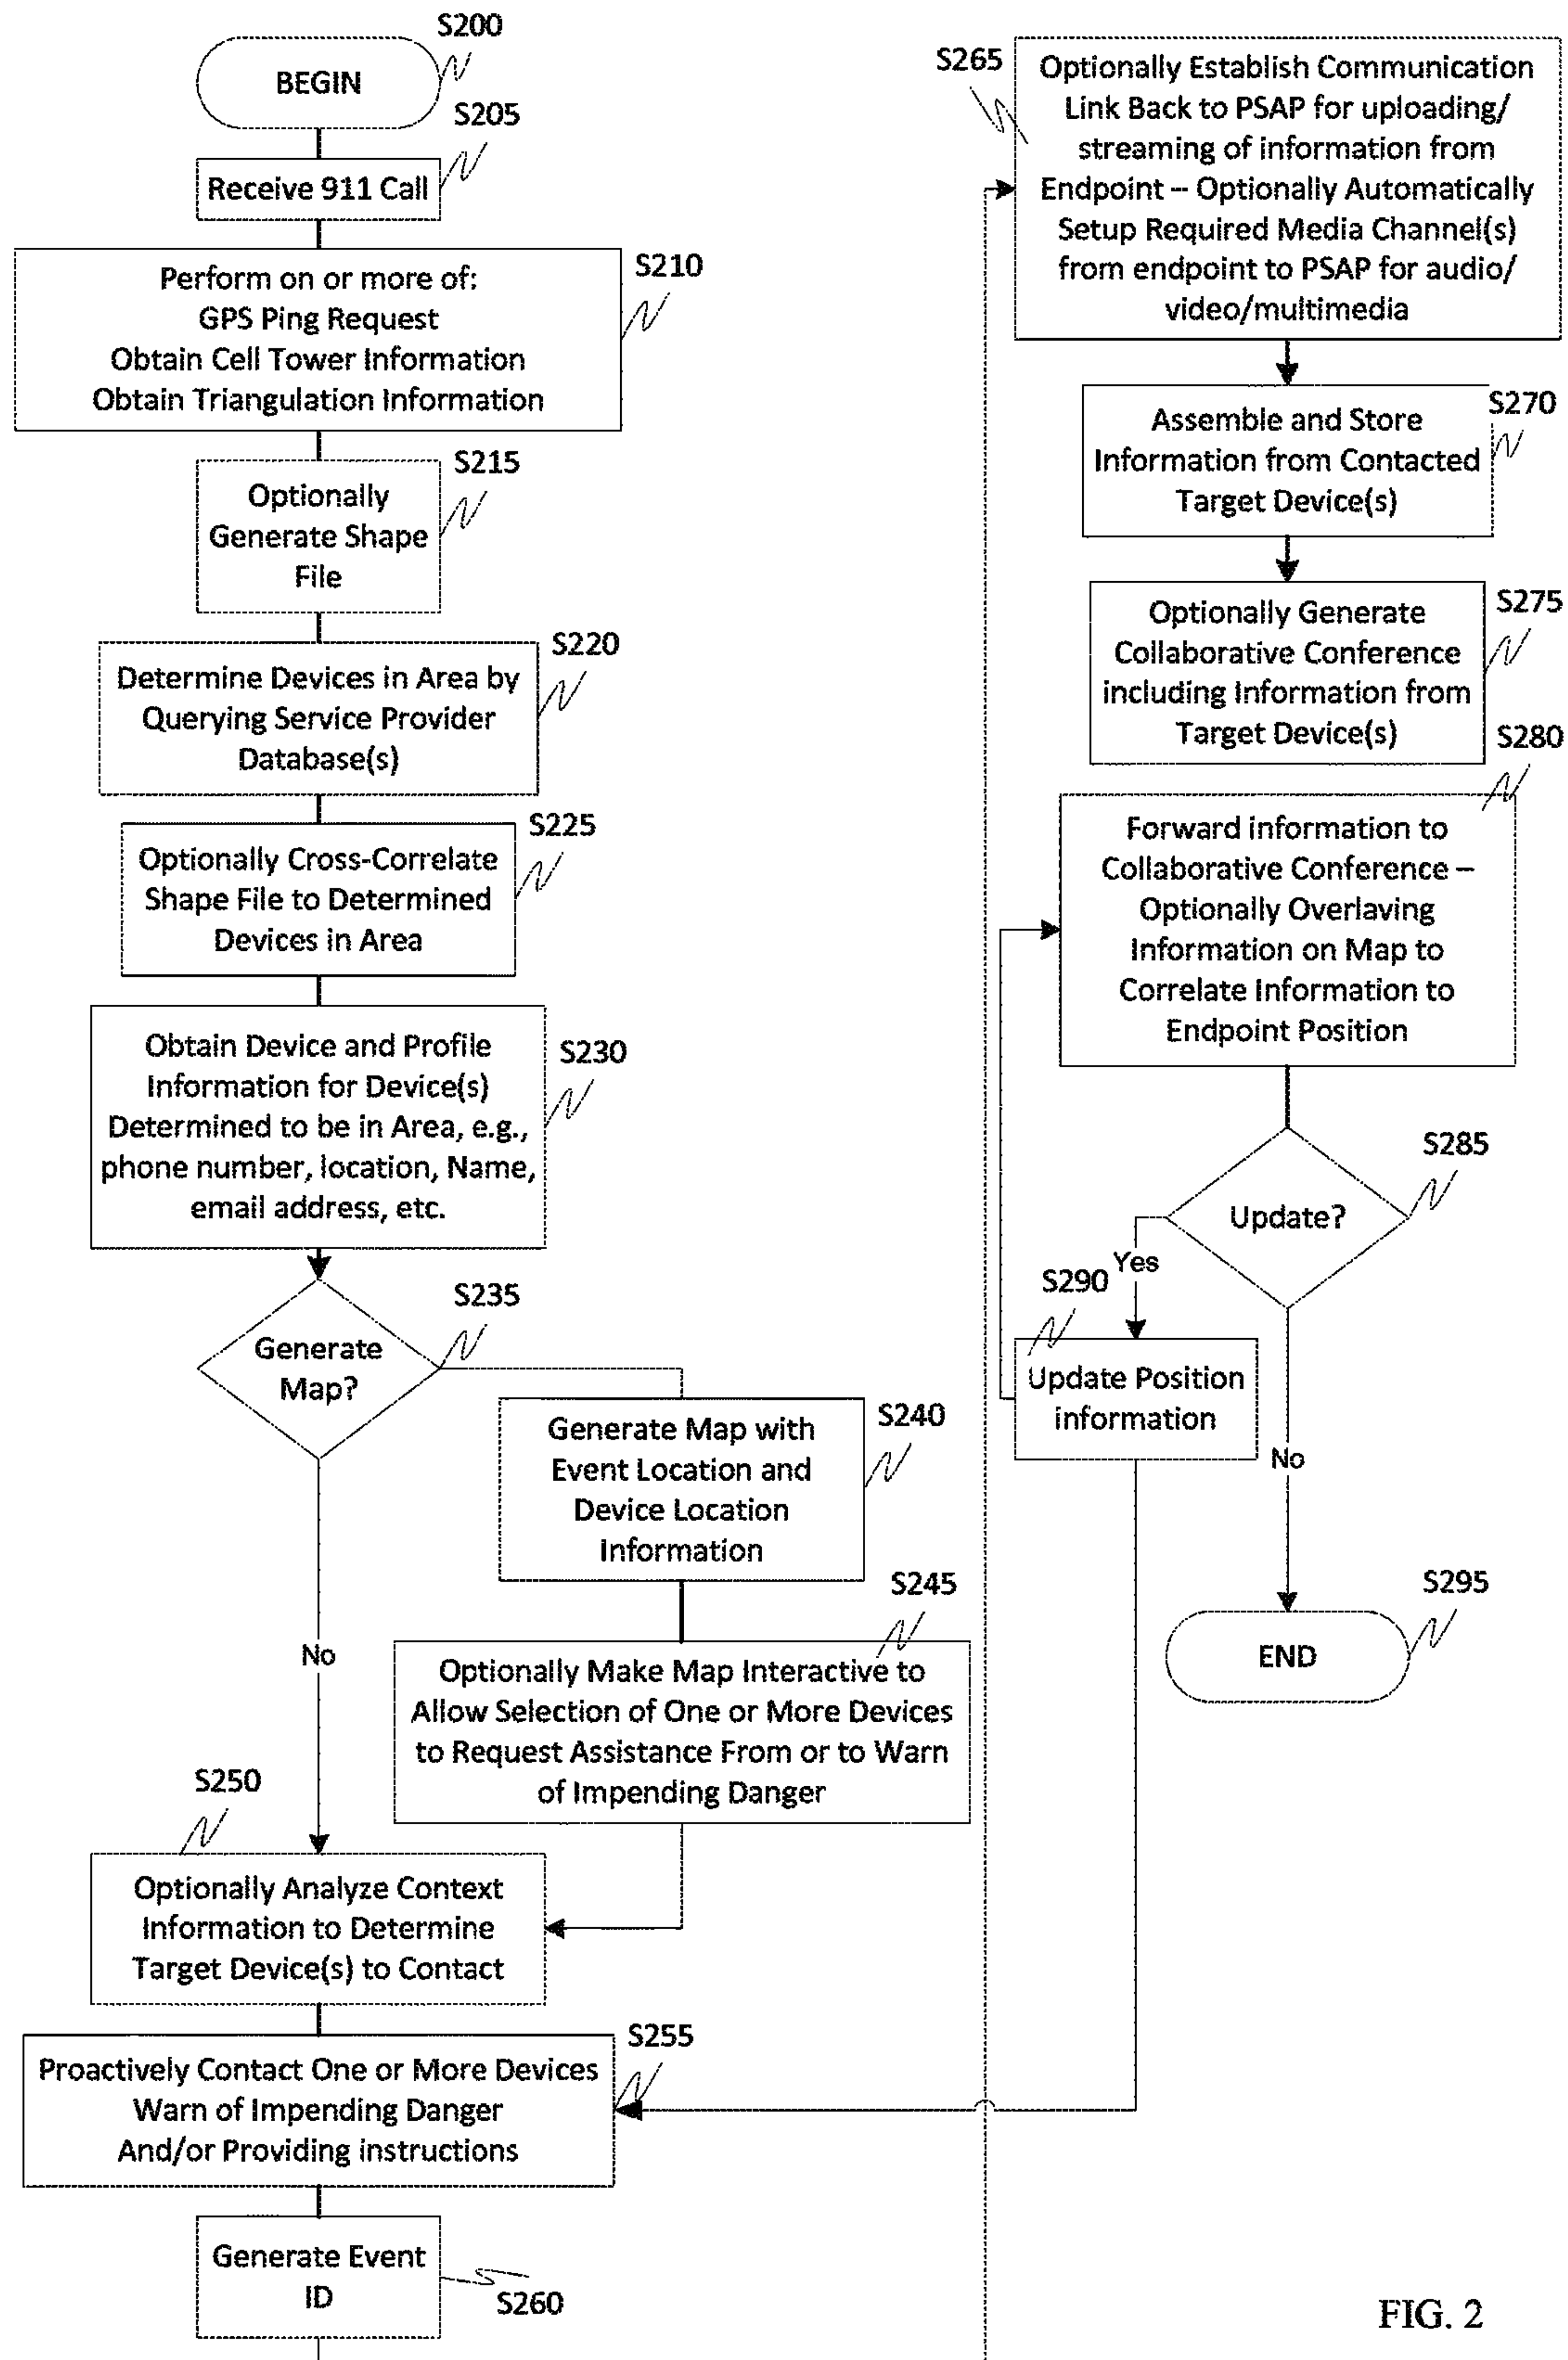 S200
BEGIN
S205
Receive 911 Call
S210
Perform on or more of:
GPS Ping Request
Obtain Cell Tower Information
Obtain Triangulation Information
S215
Optionally
Generate Shape
File
S220
Determine Devices in Area by
Querying Service Provider
Database(s)
S225
Optionally Cross-Correlate
Shape File to Determined
Devices in Area
S230
Obtain Device and Profile
Information for Device(s)
Determined to be in Area, e.g.,
phone number, location, Name,
email address, etc.
S235
Generate
Map?
No
S240
Generate Map with
Event Location and
Device Location
Information
S245
Optionally Make Map Interactive to
Allow Selection of One or More Devices
to Request Assistance From or to Warn
of Impending Danger
S250
Optionally Analyze Context
Information to Determine
Target Device(s) to Contact
S255
Proactively Contact One or More Devices
Warn of Impending Danger
And/or Providing instructions
Generate Event
ID
S260
S265
Optionally Establish Communication
Link Back to PSAP for uploading/
streaming of information from
Endpoint – Optionally Automatically
Setup Required Media Channel(s)
from endpoint to PSAP for audio/
video/multimedia
S270
Assemble and Store
Information from Contacted
Target Device(s)
S275
Optionally Generate
Collaborative Conference
including Information from
Target Device(s)
S280
Forward information to
Collaborative Conference –
Optionally Overlaving
Information on Map to
Correlate Information to
Endpoint Position
S285
Update?
Yes
S290
Update Position
information
No
S295
END
FIG. 2